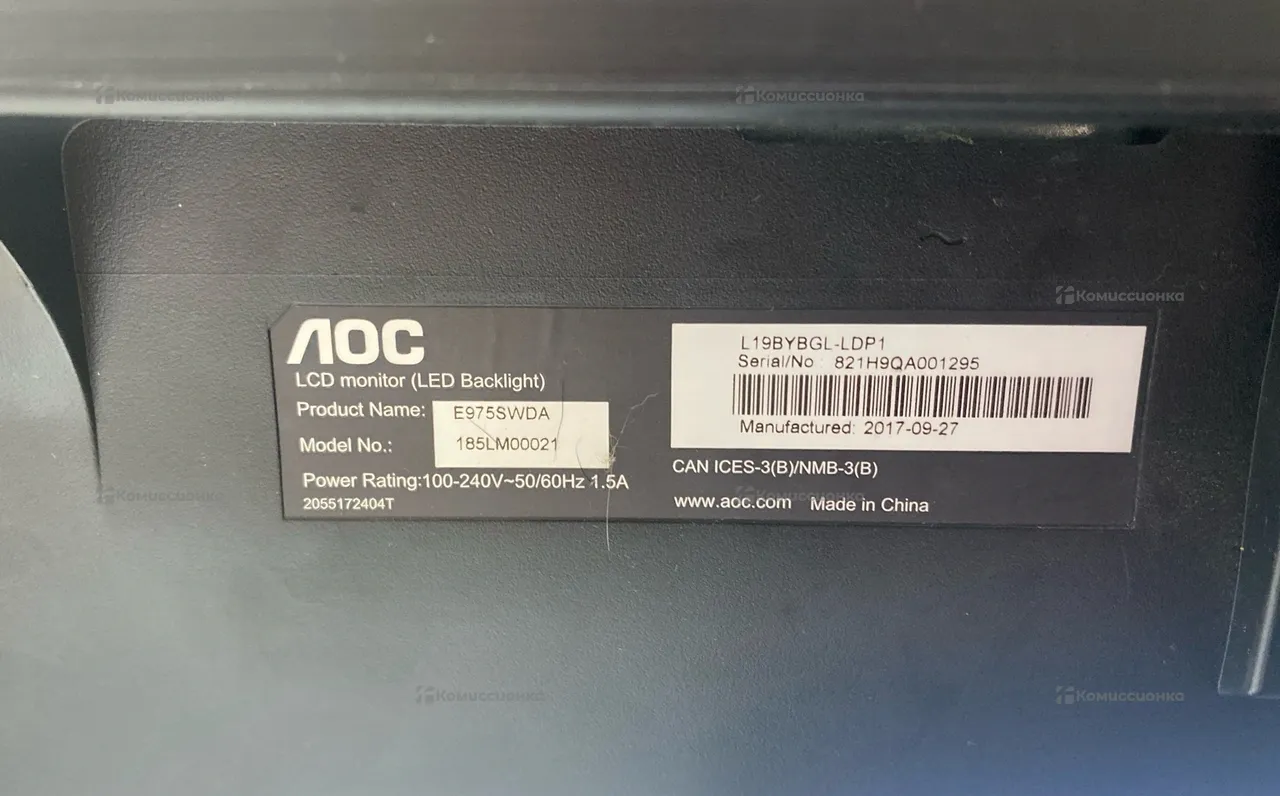 Комиссионка
Комиссионка
Комиссионка
AOC
LCD monitor (LED Backlight)
Product Name: E975SWDA
Model No.: 185LM00021
Power Rating:100-240V~50/60Hz 1.5A
2055172404T
L19BYBGL-LDP1
Serial/No : 821H9QA001295
Manufactured: 2017-09-27
CAN ICES-3(B)/NMB-3(B)
www.aoc.com Made in China
Комиссионка
Комиссионка
Комиссионка
Комиссионка